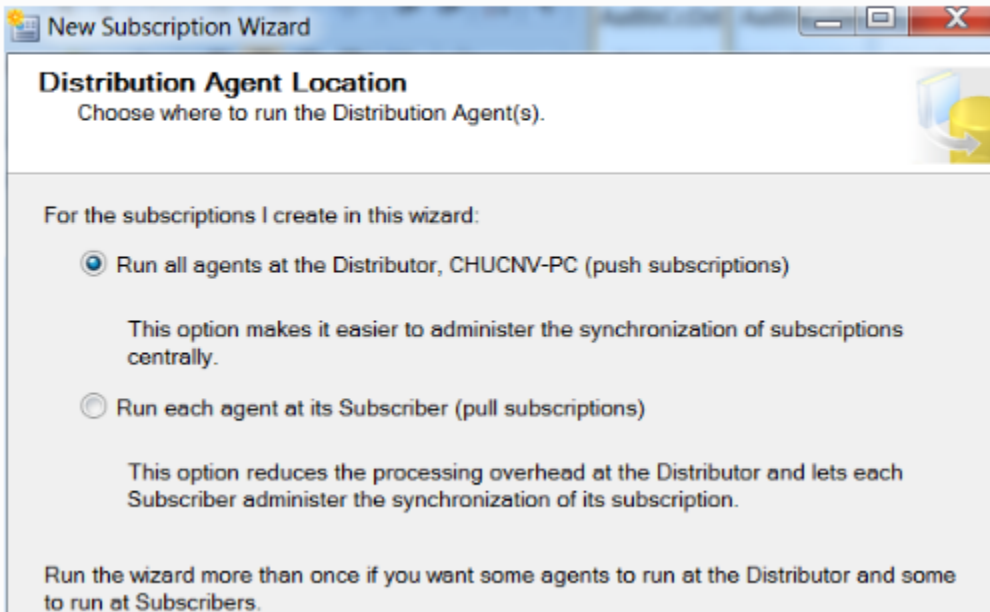 New Subscription Wizard
Distribution Agent Location
Choose where to run the Distribution Agent(s).
For the subscriptions I create in this wizard:
Run all agents at the Distributor, CHUCNV-PC (push subscriptions)
This option makes it easier to administer the synchronization of subscriptions
centrally.
Run each agent at its Subscriber (pull subscriptions)
This option reduces the processing overhead at the Distributor and lets each
Subscriber administer the synchronization of its subscription.
Run the wizard more than once if you want some agents to run at the Distributor and some
to run at Subscribers.